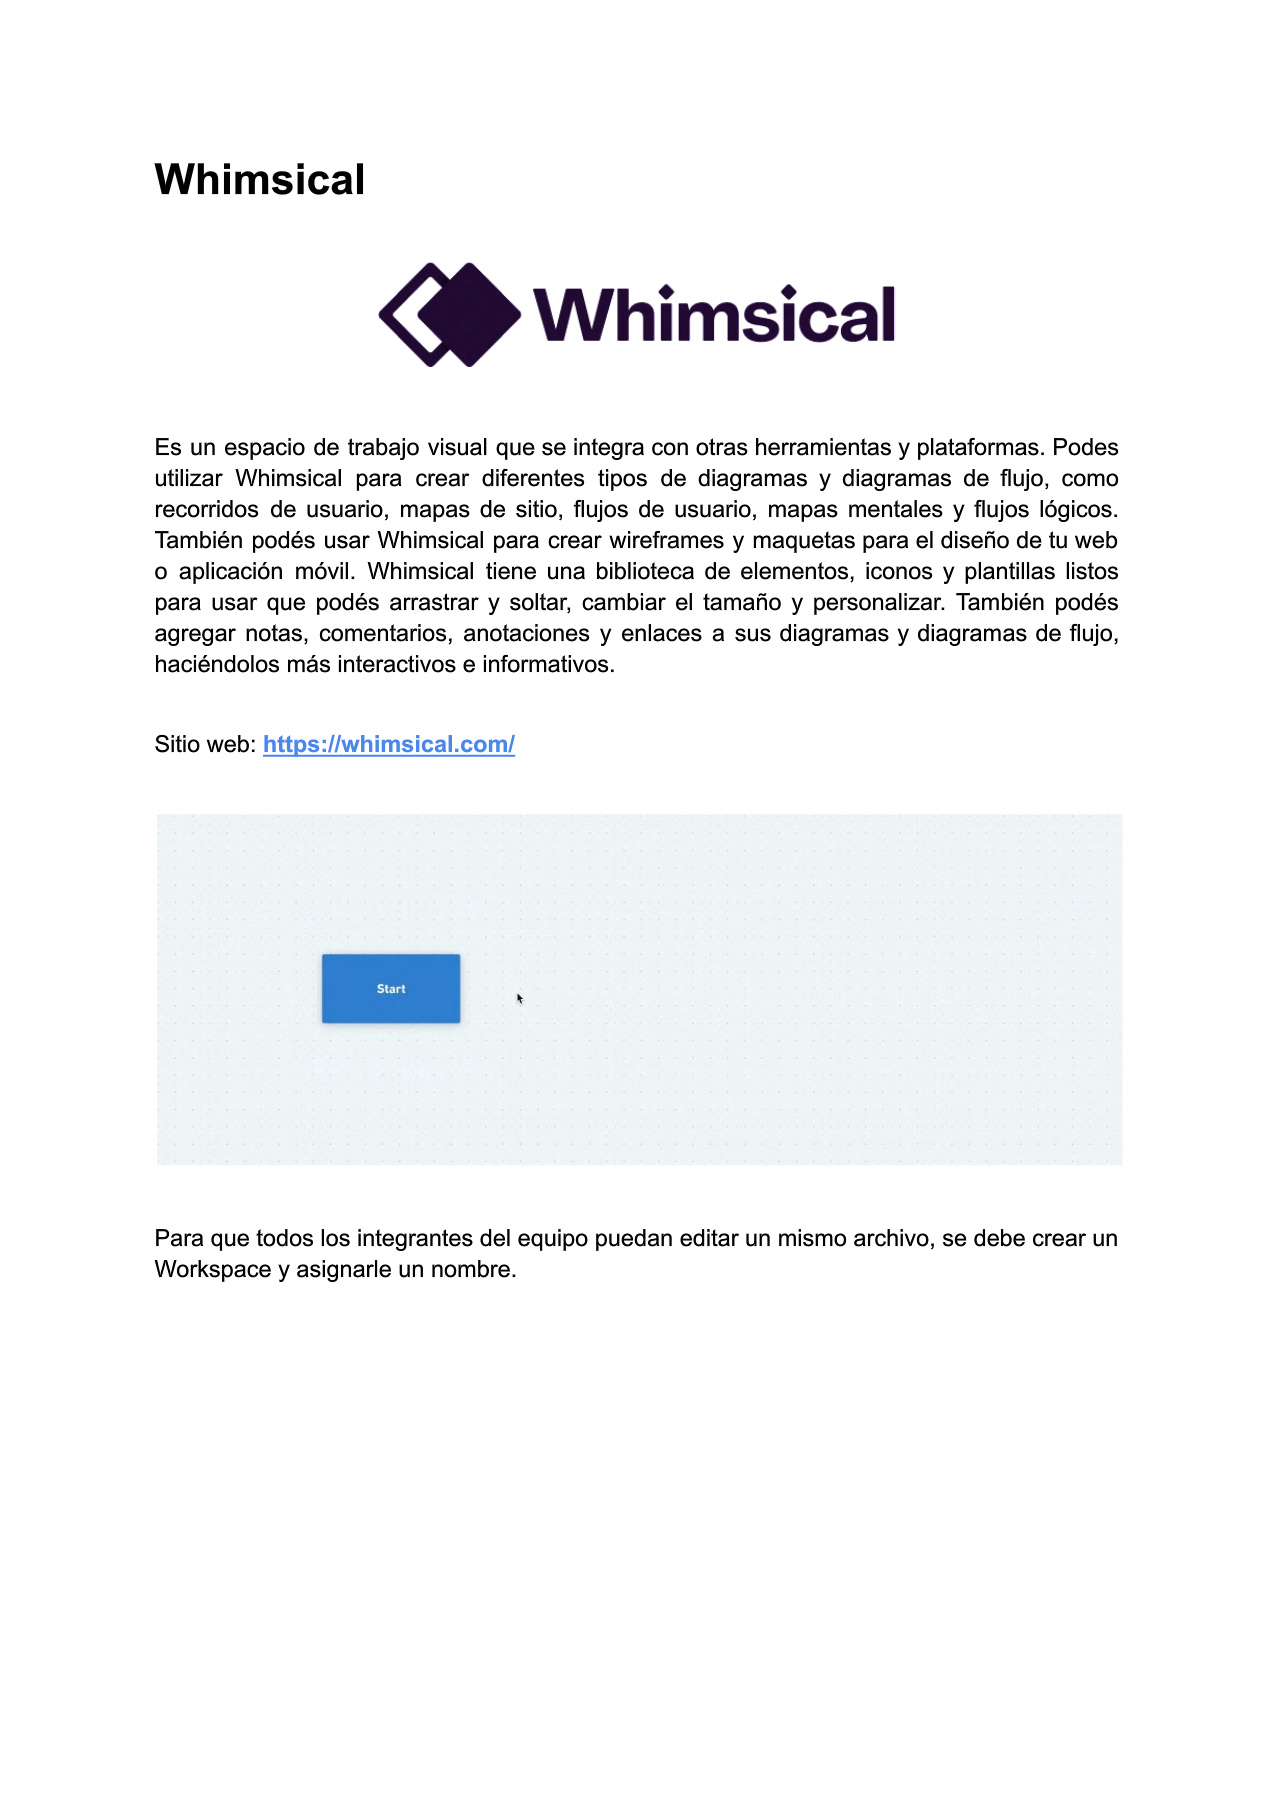 Whimsical
Whimsical
Es un espacio de trabajo visual que se integra con otras herramientas y plataformas. Podes
utilizar Whimsical para crear diferentes tipos de diagramas y diagramas de flujo, como
recorridos de usuario, mapas de sitio, flujos de usuario, mapas mentales y flujos lógicos.
También podés usar Whimsical para crear wireframes y maquetas para el diseño de tu web
o aplicación móvil. Whimsical tiene una biblioteca de elementos, iconos y plantillas listos
para usar que podés arrastrar y soltar, cambiar el tamaño y personalizar. También podés
agregar notas, comentarios, anotaciones y enlaces a sus diagramas y diagramas de flujo,
haciéndolos más interactivos e informativos.
Sitio web: https://whimsical.com/
Start
Para que todos los integrantes del equipo puedan editar un mismo archivo, se debe crear un
Workspace y asignarle un nombre.